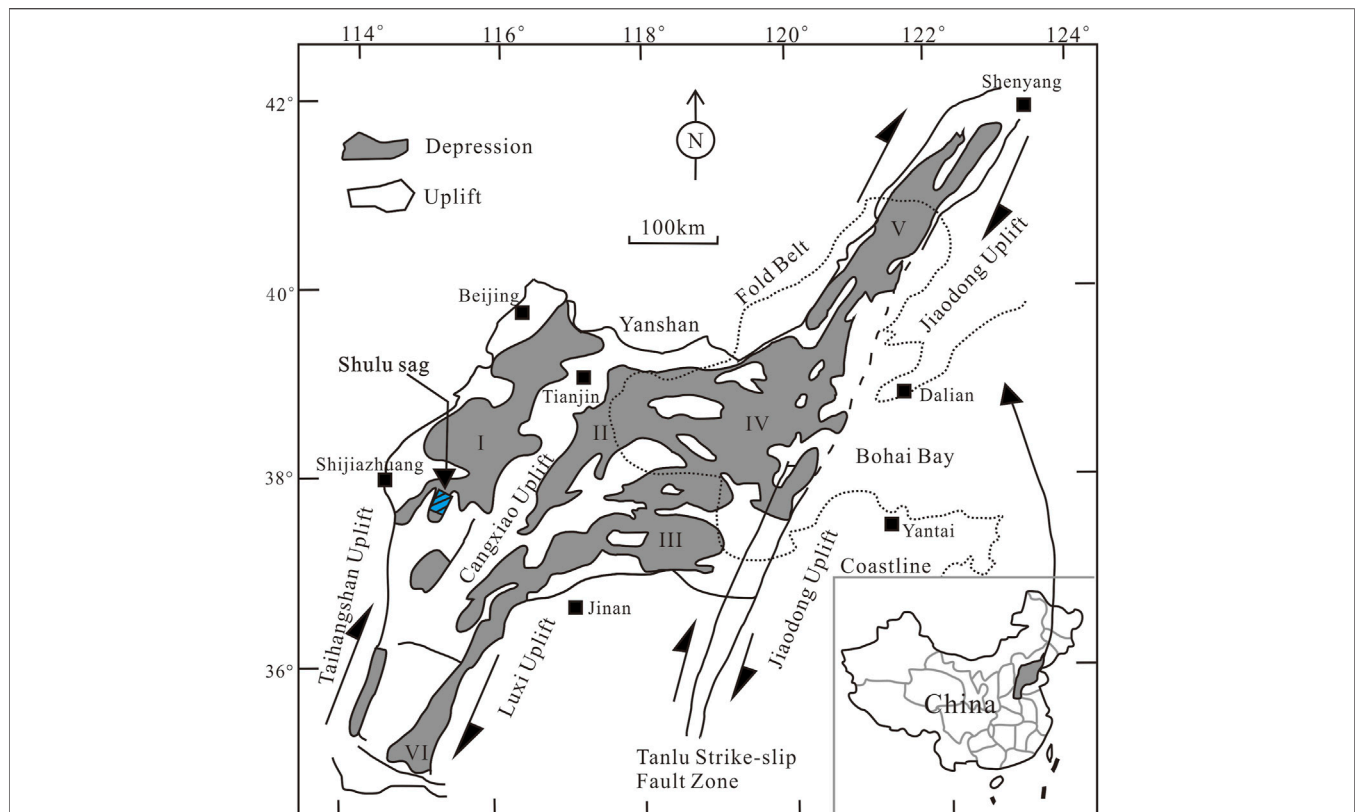 114°
116°
118°
120°
122°
124°
42°
40°
38°
36°
Depression
Uplift
N
100km
Shenyang
Fold Belt
V
Jiaodong Uplift
Beijing
Yanshan
Shulu sag
Tianjin
Dalian
I
II
IV
Shijiazhuang
Bohai Bay
Cangxiao Uplift
III
Yantai
Coastline
Taihangshan Uplift
Jinan
Luxi Uplift
Jiaodong Uplift
China
VI
Tanlu Strike-slip
Fault Zone